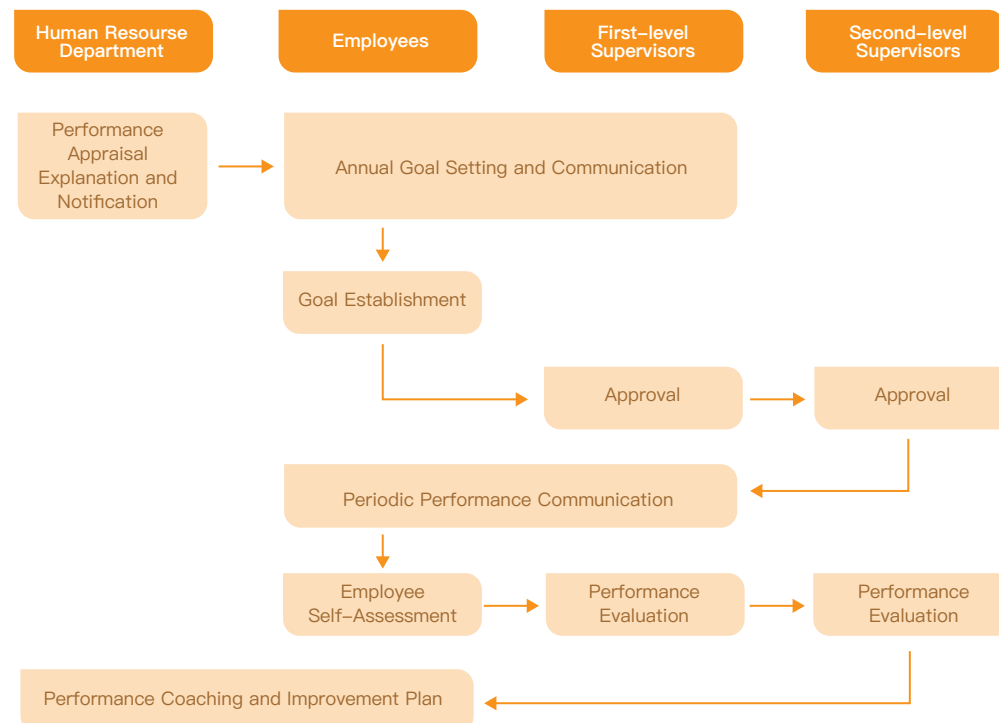 Human Resourse
Department
Employees
First-level
Supervisors
Second-level
Supervisors
Performance
Appraisal
Explanation and
Notification
Annual Goal Setting and Communication
Goal Establishment
Approval
Approval
Periodic Performance Communication
Employee
Self-Assessment
Performance
Evaluation
Performance
Evaluation
Performance Coaching and Improvement Plan